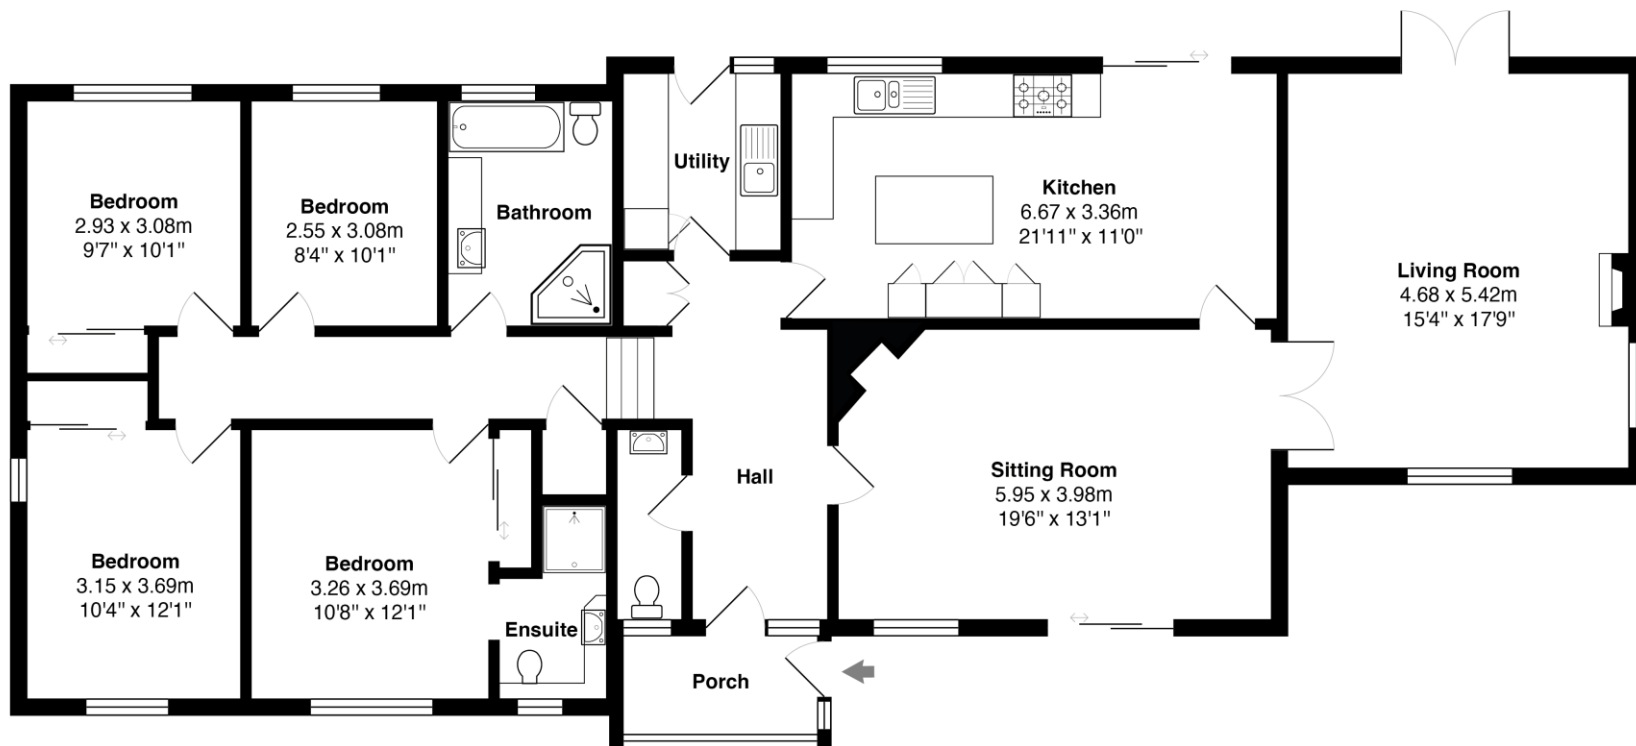 Bedroom
2.93 x 3.08m
9'7" x 10'1"
Bedroom
2.55 x 3.08m
8'4" x 10'1"
Bathroom
Utility
Kitchen
6.67 x 3.36m
21'11" x 11'0"
Living Room
4.68 x 5.42m
15'4" x 17'9"
Bedroom
3.15 x 3.69m
10'4" x 12'1"
Bedroom
3.26 x 3.69m
10'8" x 12'1"
Ensuite
Hall
Sitting Room
5.95 x 3.98m
19'6" x 13'1"
Porch